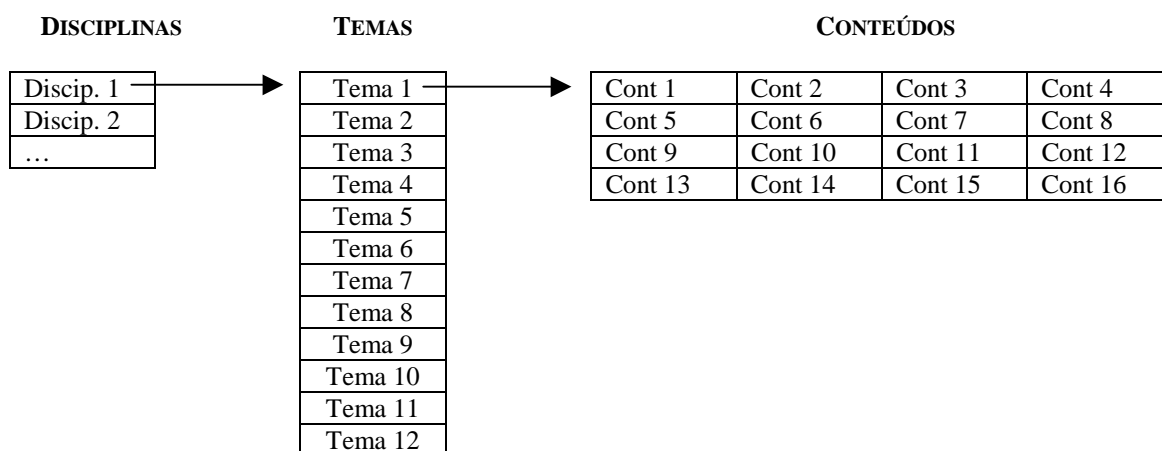 DISCIPLINAS TEMAS CONTEÚDOS
Discip. 1 Tema 1 Cont 1 Cont 2 Cont 3 Cont 4
Discip. 2 Tema 2 Cont 5 Cont 6 Cont 7 Cont 8
… Tema 3 Cont 9 Cont 10 Cont 11 Cont 12
Tema 4 Cont 13 Cont 14 Cont 15 Cont 16
Tema 5
Tema 6
Tema 7
Tema 8
Tema 9
Tema 10
Tema 11
Tema 12